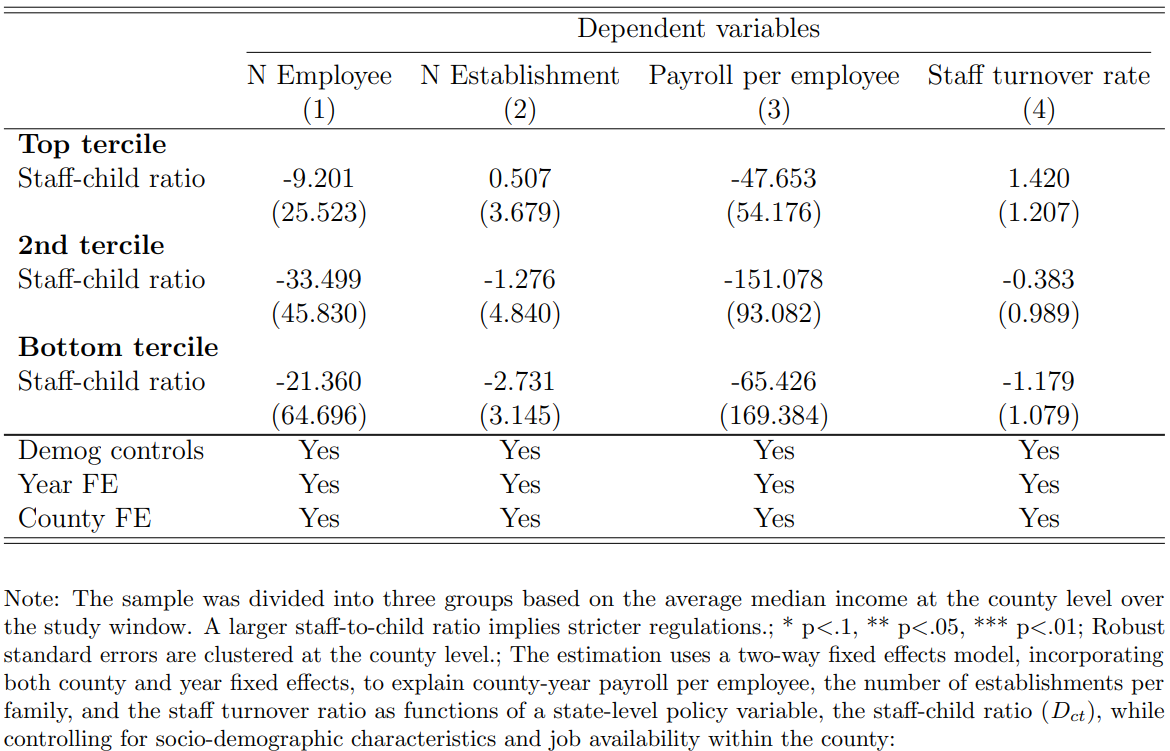 Dependent variables
N Employee N Establishment Payroll per employee Staff turnover rate
(1) (2) (3) (4)
Top tercile
Staff-child ratio -9.201 0.507 -47.653 1.420
(25.523) (3.679) (54.176) (1.207)
2nd tercile
Staff-child ratio -33.499 -1.276 -151.078 -0.383
(45.830) (4.840) (93.082) (0.989)
Bottom tercile
Staff-child ratio -21.360 -2.731 -65.426 -1.179
(64.696) (3.145) (169.384) (1.079)
Demog controls Yes Yes Yes Yes
Year FE Yes Yes Yes Yes
County FE Yes Yes Yes Yes
Note: The sample was divided into three groups based on the average median income at the county level over
the study window. A larger staff-to-child ratio implies stricter regulations.; * p<.1, ** p<.05, *** p<.01; Robust
standard errors are clustered at the county level.; The estimation uses a two-way fixed effects model, incorporating
both county and year fixed effects, to explain county-year payroll per employee, the number of establishments per
family, and the staff turnover ratio as functions of a state-level policy variable, the staff-child ratio (D_{ct}), while
controlling for socio-demographic characteristics and job availability within the county: